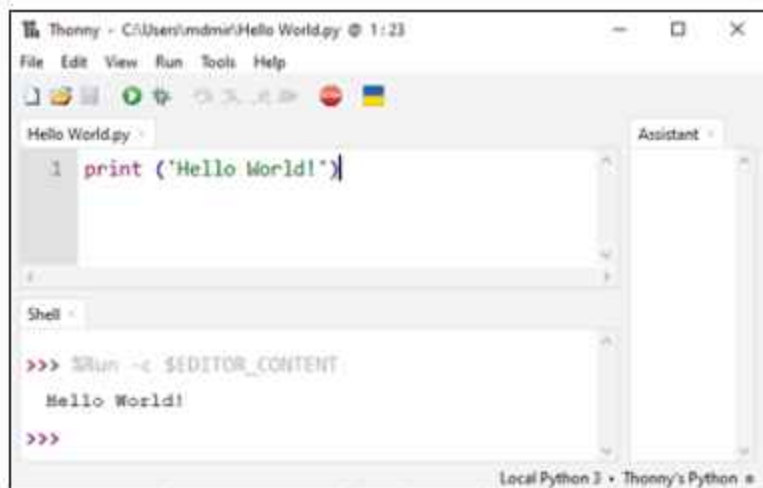 Thonny - C:\Users\mdmir\Hello World.py @ 1:23
File Edit View Run Tools Help
Hello World.py
Assistant
1 print ("Hello World!")
Shell
>>> %Run -c $EDITOR_CONTENT
Hello World!
>>>
Local Python 3 • Thonny's Python ≡